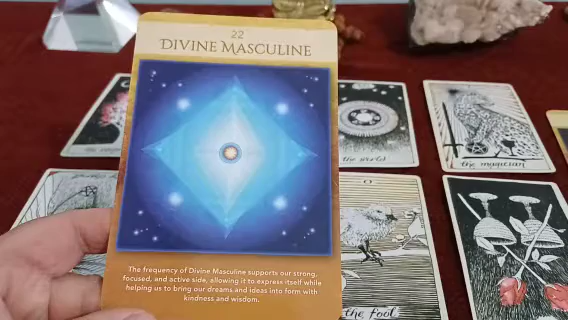 22
DIVINE MASCULINE
The frequency of Divine Masculine supports our strong,
focused, and active side, allowing it to express itself while
helping us to bring our dreams and ideas into form with
kindness and wisdom.
the world
the magician
0
the fool